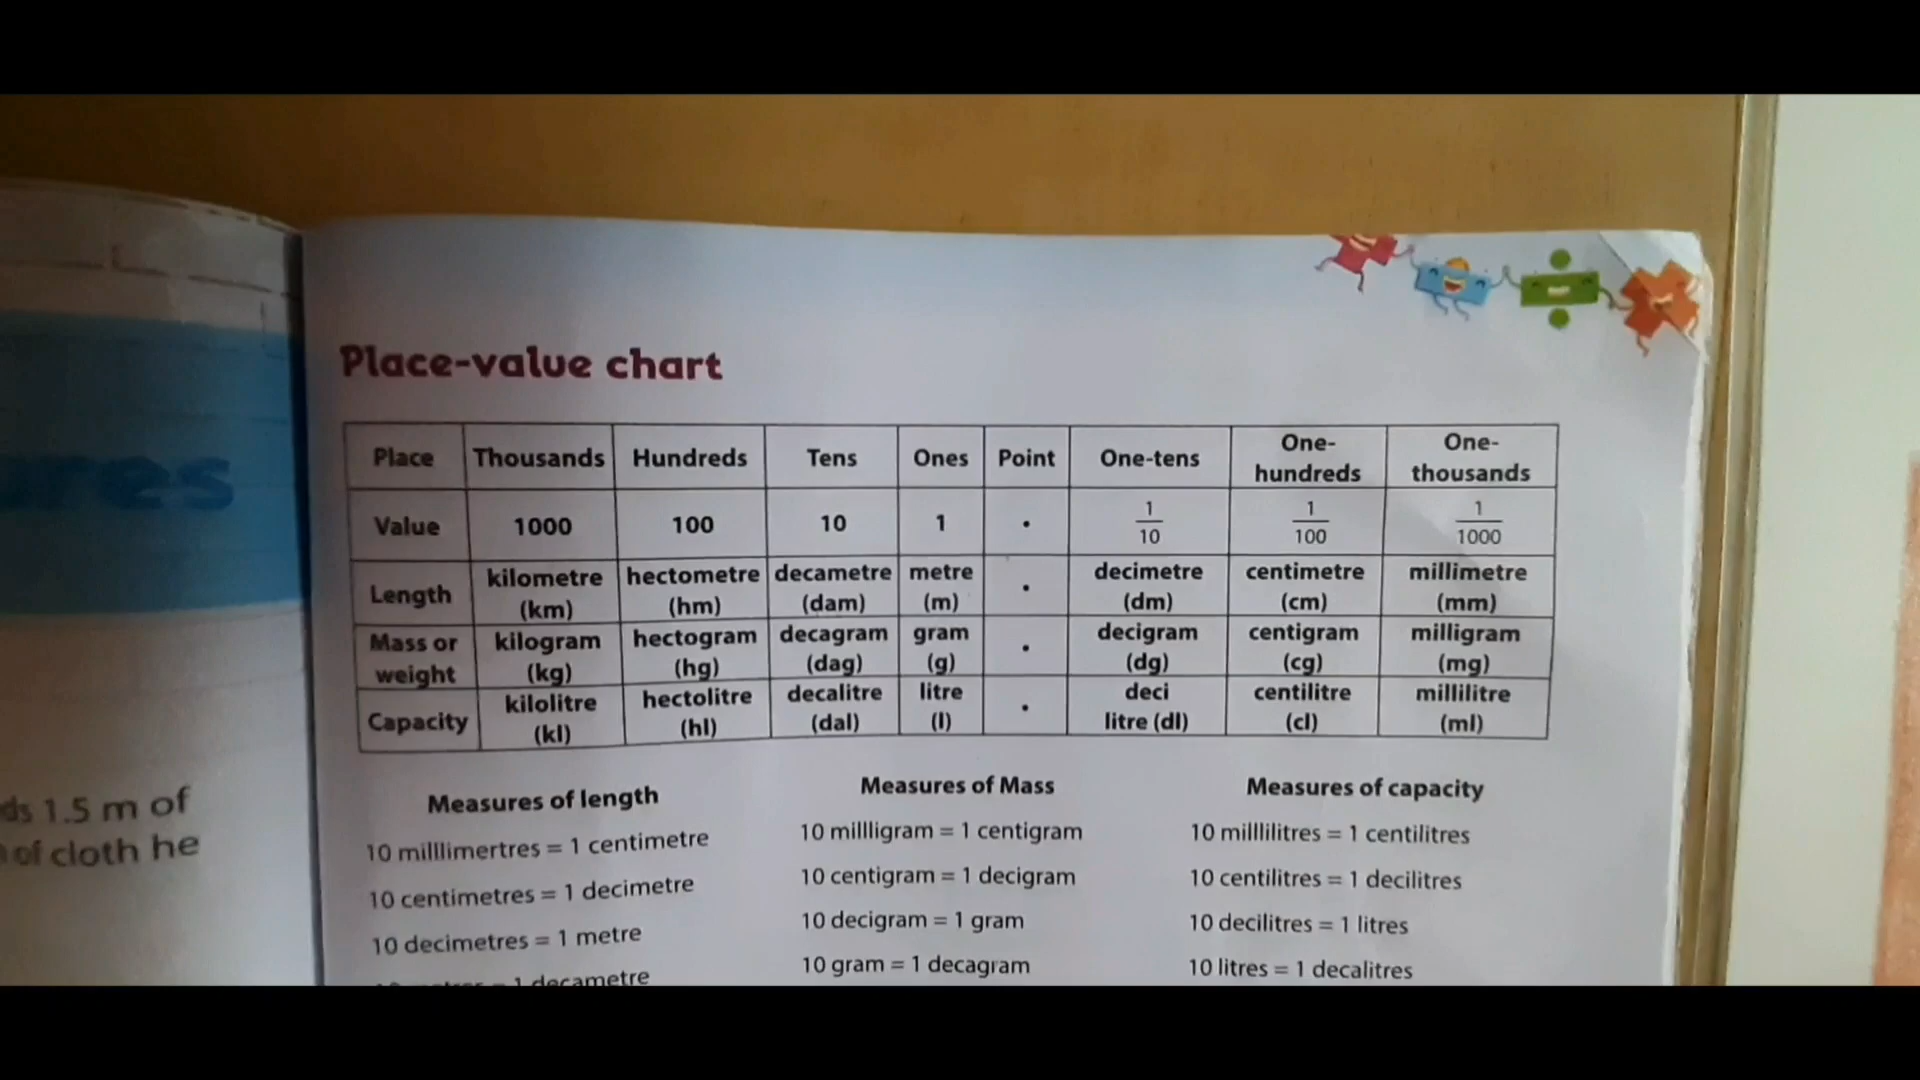 ures
ds 1.5 m of
of cloth he
Place-value chart
Place Thousands Hundreds Tens Ones Point One-tens One-hundreds One-thousands
Value 1000 100 10 1 . 1/10 1/100 1/1000
Length kilometre (km) hectometre (hm) decametre (dam) metre (m) . decimetre (dm) centimetre (cm) millimetre (mm)
Mass or weight kilogram (kg) hectogram (hg) decagram (dag) gram (g) . decigram (dg) centigram (cg) milligram (mg)
Capacity kilolitre (kl) hectolitre (hl) decalitre (dal) litre (l) . deci litre (dl) centilitre (cl) millilitre (ml)
Measures of length
10 milllimertres = 1 centimetre
10 centimetres = 1 decimetre
10 decimetres = 1 metre
= 1 decametre
Measures of Mass
10 millligram = 1 centigram
10 centigram = 1 decigram
10 decigram = 1 gram
10 gram = 1 decagram
Measures of capacity
10 milllilitres = 1 centilitres
10 centilitres = 1 decilitres
10 decilitres = 1 litres
10 litres = 1 decalitres